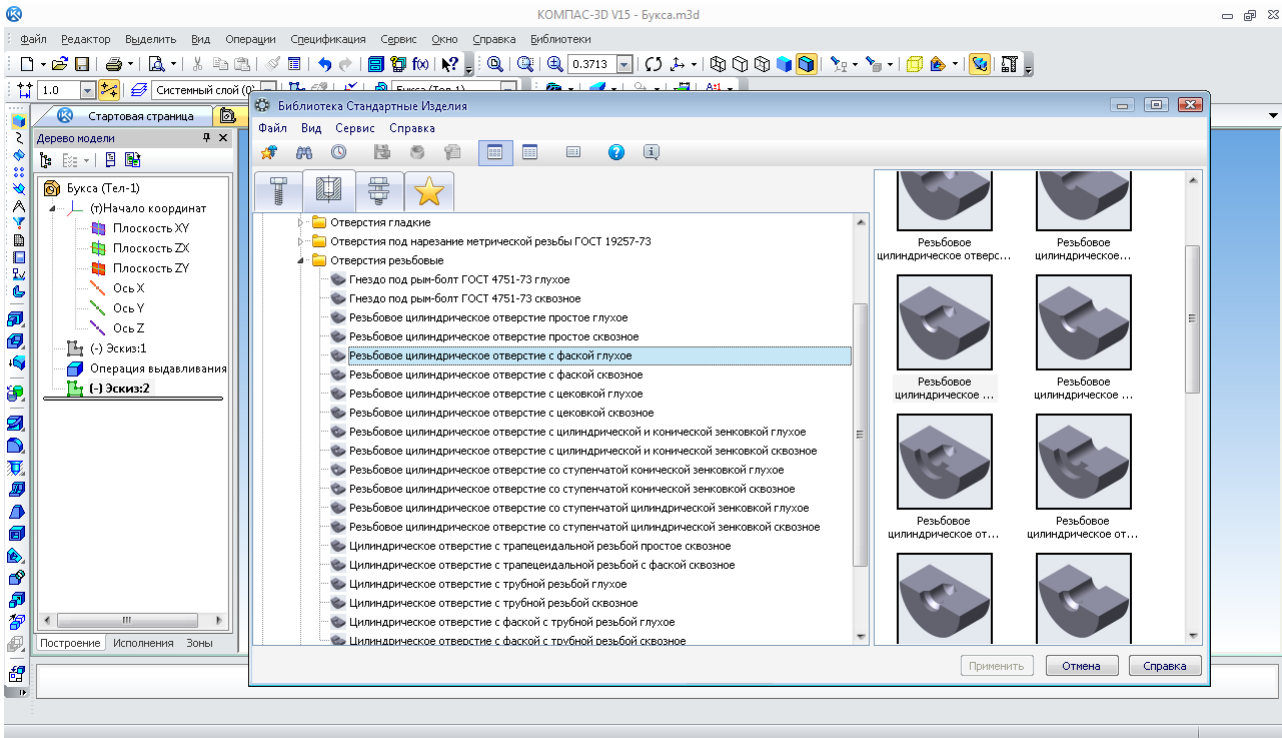 КОМПАС-3D V15 - Букса.m3d
Файл Редактор Выделить Вид Операции Спецификация Сервис Окно Справка Библиотеки
0.3713
1.0 Системный слой (0)
Букса (Тел-1)
Стартовая страница
Дерево модели
Букса (Тел-1)
(т)Начало координат
Плоскость XY
Плоскость ZX
Плоскость ZY
Ось X
Ось Y
Ось Z
(-) Эскиз:1
Операция выдавливания
(-) Эскиз:2
Построение Исполнения Зоны
Библиотека Стандартные Изделия
Файл Вид Сервис Справка
Отверстия гладкие
Отверстия под нарезание метрической резьбы ГОСТ 19257-73
Отверстия резьбовые
Гнездо под рым-болт ГОСТ 4751-73 глухое
Гнездо под рым-болт ГОСТ 4751-73 сквозное
Резьбовое цилиндрическое отверстие простое глухое
Резьбовое цилиндрическое отверстие простое сквозное
Резьбовое цилиндрическое отверстие с фаской глухое
Резьбовое цилиндрическое отверстие с фаской сквозное
Резьбовое цилиндрическое отверстие с цековкой глухое
Резьбовое цилиндрическое отверстие с цековкой сквозное
Резьбовое цилиндрическое отверстие с цилиндрической и конической зенковкой глухое
Резьбовое цилиндрическое отверстие с цилиндрической и конической зенковкой сквозное
Резьбовое цилиндрическое отверстие со ступенчатой конической зенковкой глухое
Резьбовое цилиндрическое отверстие со ступенчатой конической зенковкой сквозное
Резьбовое цилиндрическое отверстие со ступенчатой цилиндрической зенковкой глухое
Резьбовое цилиндрическое отверстие со ступенчатой цилиндрической зенковкой сквозное
Цилиндрическое отверстие с трапецеидальной резьбой простое сквозное
Цилиндрическое отверстие с трапецеидальной резьбой с фаской сквозное
Цилиндрическое отверстие с трубной резьбой глухое
Цилиндрическое отверстие с трубной резьбой сквозное
Цилиндрическое отверстие с фаской с трубной резьбой глухое
Цилиндрическое отверстие с фаской с трубной резьбой сквозное
Резьбовое
цилиндрическое отверс...
Резьбовое
цилиндрическое...
Резьбовое
цилиндрическое ...
Резьбовое
цилиндрическое ...
Резьбовое
цилиндрическое от...
Резьбовое
цилиндрическое от...
Применить Отмена Справка